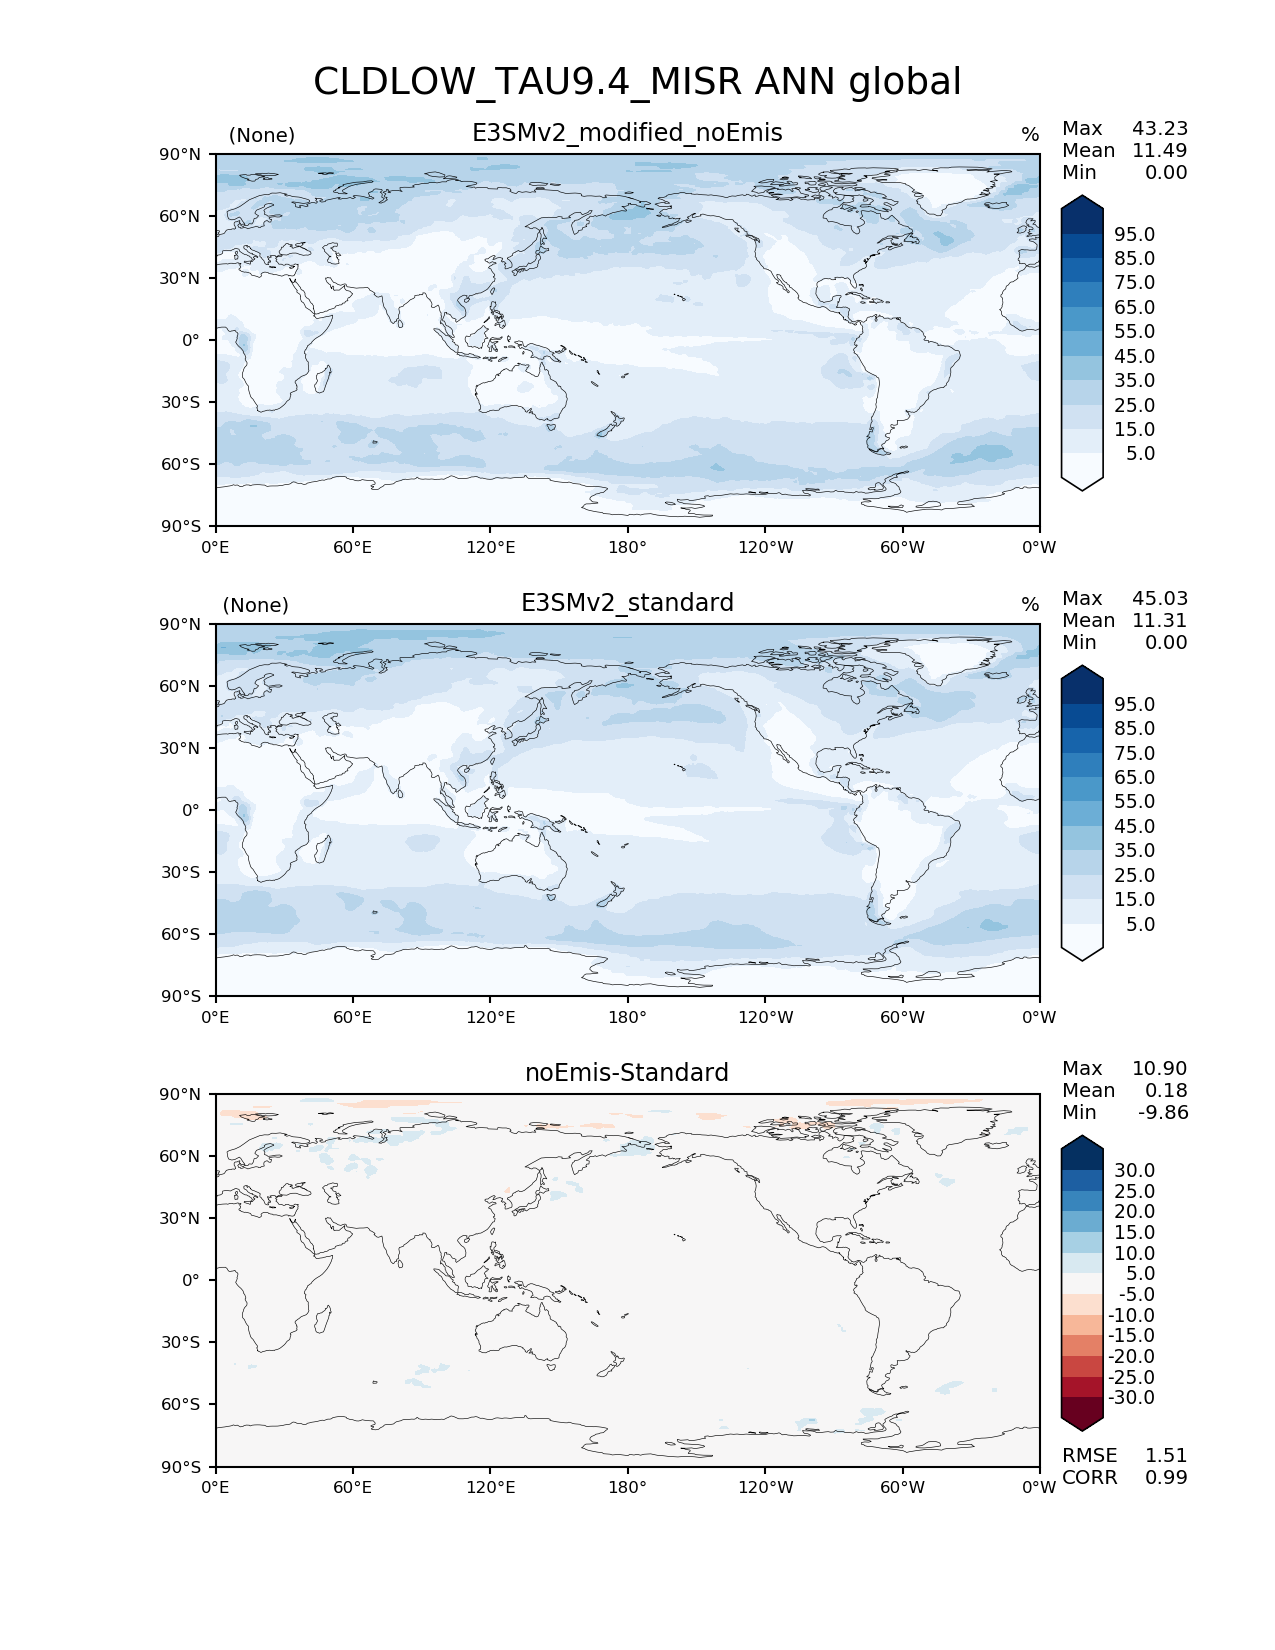 CLDLOW_TAU9.4_MISR ANN global
(None) E3SMv2_modified_noEmis %
Max 43.23
Mean 11.49
Min 0.00
90°N
60°N
30°N
0°
30°S
60°S
90°S
0°E 60°E 120°E 180° 120°W 60°W 0°W
95.0
85.0
75.0
65.0
55.0
45.0
35.0
25.0
15.0
5.0
(None) E3SMv2_standard %
Max 45.03
Mean 11.31
Min 0.00
90°N
60°N
30°N
0°
30°S
60°S
90°S
0°E 60°E 120°E 180° 120°W 60°W 0°W
95.0
85.0
75.0
65.0
55.0
45.0
35.0
25.0
15.0
5.0
noEmis-Standard
Max 10.90
Mean 0.18
Min -9.86
90°N
60°N
30°N
0°
30°S
60°S
90°S
0°E 60°E 120°E 180° 120°W 60°W 0°W
30.0
25.0
20.0
15.0
10.0
5.0
-5.0
-10.0
-15.0
-20.0
-25.0
-30.0
RMSE 1.51
CORR 0.99